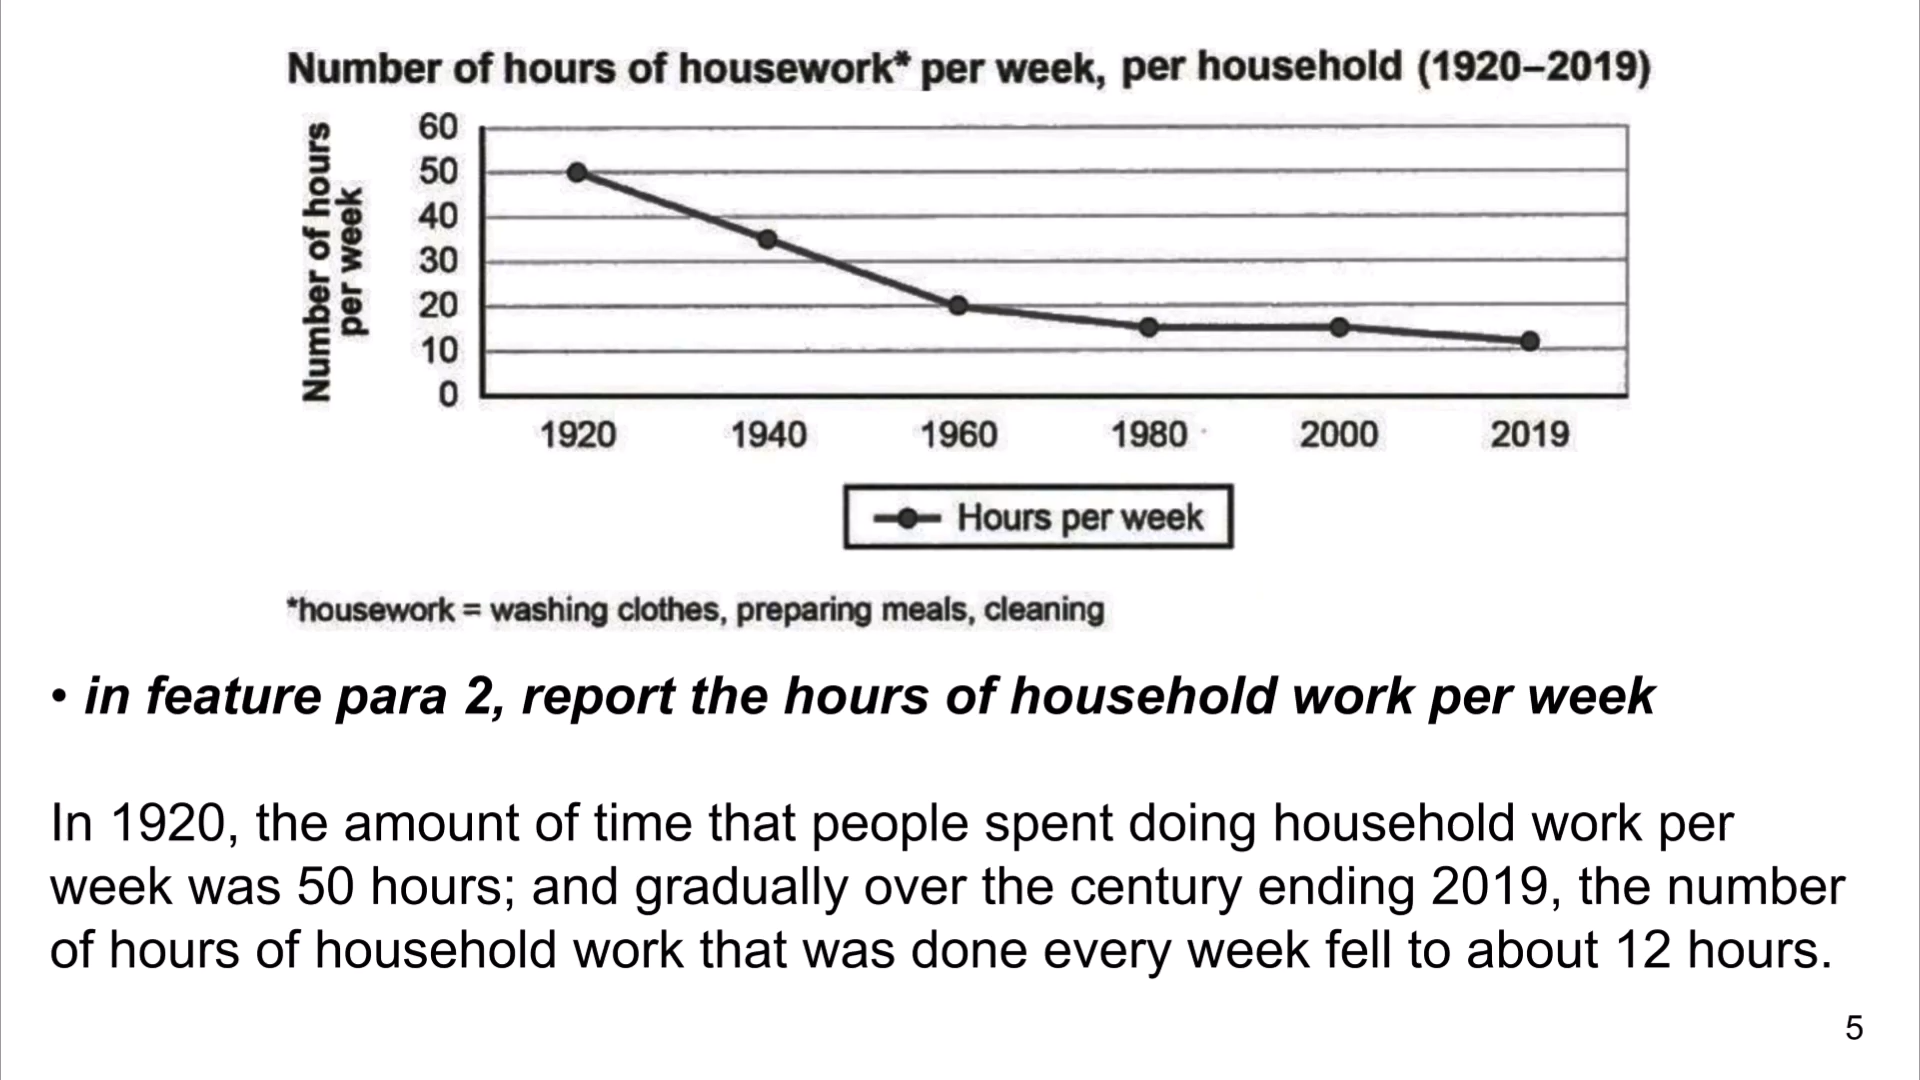 Number of hours of housework* per week, per household (1920–2019)
Number of hours
per week
60
50
40
30
20
10
0
1920 1940 1960 1980 2000 2019
Hours per week
*housework = washing clothes, preparing meals, cleaning
• in feature para 2, report the hours of household work per week
In 1920, the amount of time that people spent doing household work per
week was 50 hours; and gradually over the century ending 2019, the number
of hours of household work that was done every week fell to about 12 hours.
5